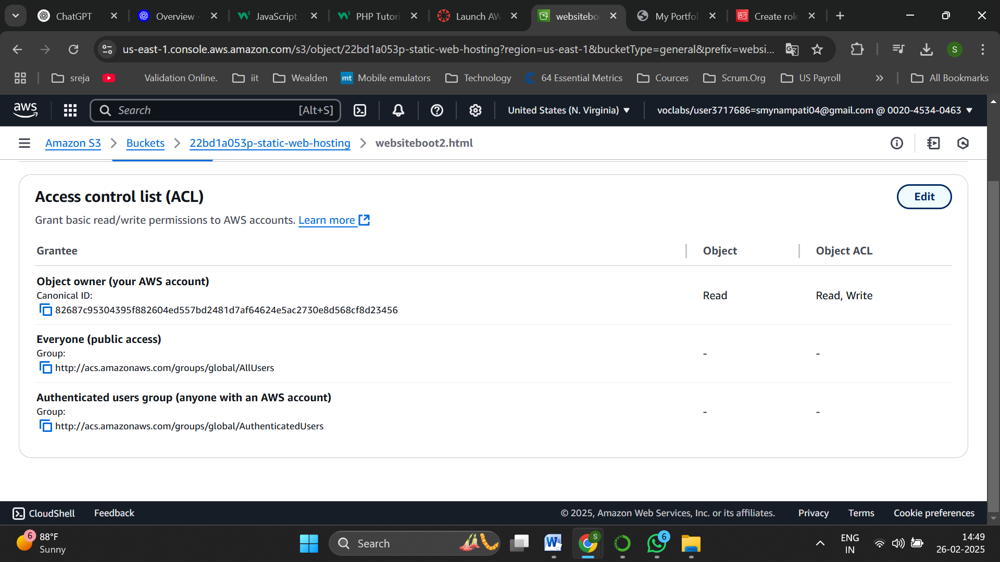 ChatGPT
Overview -
JavaScript
PHP Tutori
Launch AW
websitebo
My Portfol
Create role
us-east-1.console.aws.amazon.com/s3/object/22bd1a053p-static-web-hosting?region=us-east-1&bucketType=general&prefix=websi...
S
sreja
Validation Online.
iit
Wealden
mt Mobile emulators
Technology
64 Essential Metrics
Cources
Scrum.Org
US Payroll
»
All Bookmarks
aws
Search [Alt+S]
United States (N. Virginia)
voclabs/user3717686=smynampati04@gmail.com @ 0020-4534-0463
Amazon S3 > Buckets > 22bd1a053p-static-web-hosting > websiteboot2.html
Access control list (ACL)
Edit
Grant basic read/write permissions to AWS accounts. Learn more
Grantee Object Object ACL
Object owner (your AWS account)
Canonical ID:
82687c95304395f882604ed557bd2481d7af64624e5ac2730e8d568cf8d23456
Read Read, Write
Everyone (public access)
Group:
http://acs.amazonaws.com/groups/global/AllUsers
- -
Authenticated users group (anyone with an AWS account)
Group:
http://acs.amazonaws.com/groups/global/AuthenticatedUsers
- -
CloudShell Feedback © 2025, Amazon Web Services, Inc. or its affiliates. Privacy Terms Cookie preferences
6
88°F
Sunny
Search
W
S
6
ENG
IN
14:49
26-02-2025